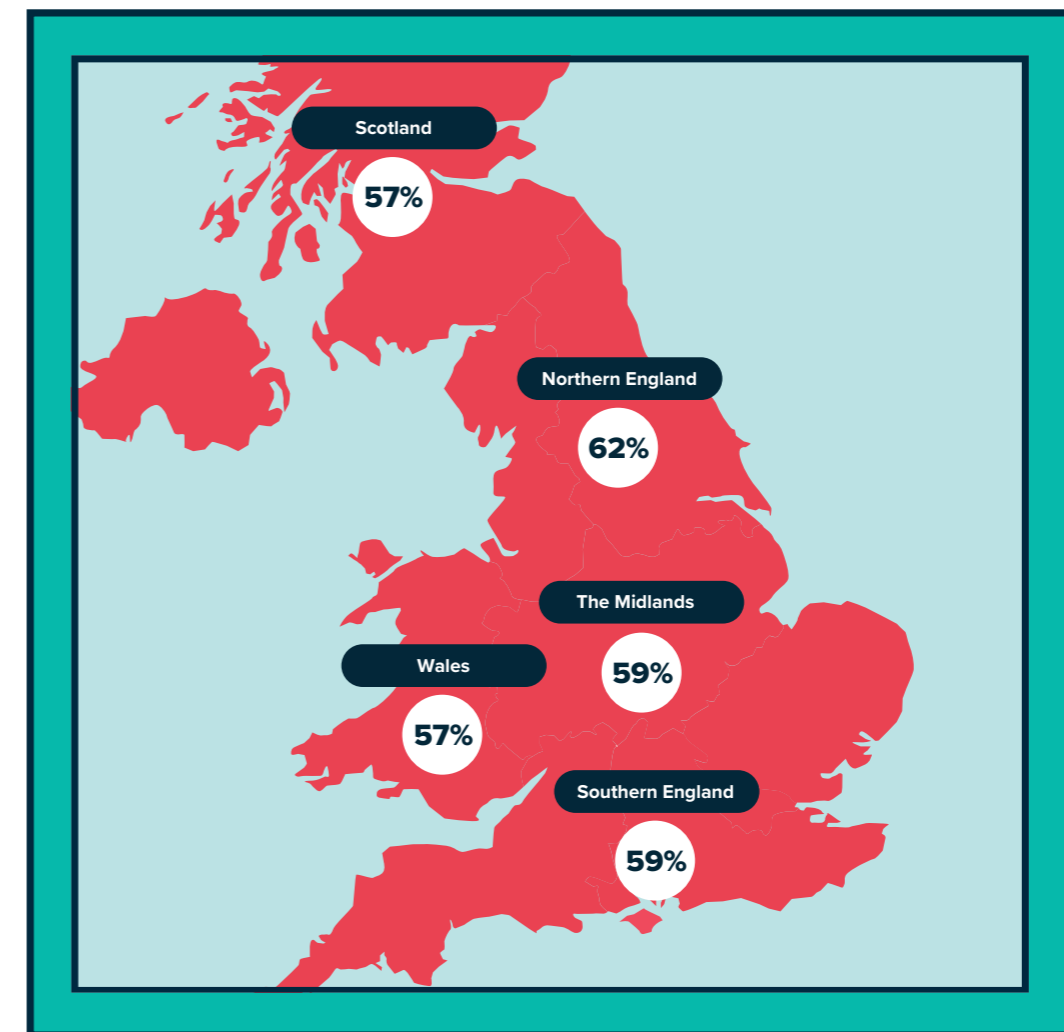 Scotland
57%
Northern England
62%
The Midlands
59%
Wales
57%
Southern England
59%